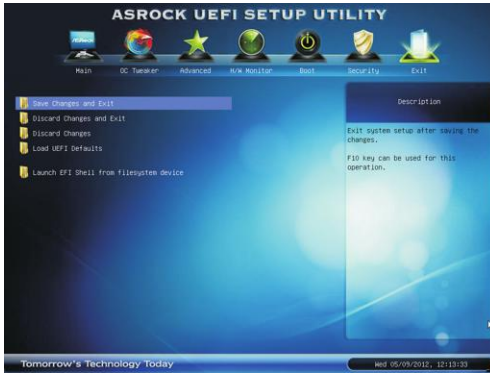 ASROCK UEFI SETUP UTILITY
Main OC Tweaker Advanced H/W Monitor Boot Security Exit
Save Changes and Exit
Discard Changes and Exit
Discard Changes
Load UEFI Defaults
Launch EFI Shell from filesystem device
Description
Exit system setup after saving the
changes.
F10 key can be used for this
operation.
Tomorrow's Technology Today
Wed 05/09/2012, 12:13:33